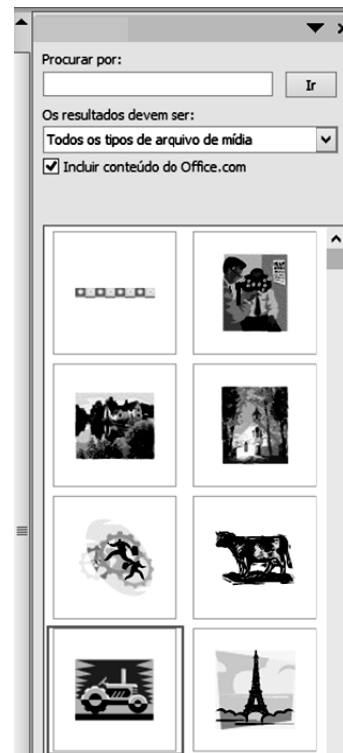 Procurar por:
Ir
Os resultados devem ser:
Todos os tipos de arquivo de mídia
Incluir conteúdo do Office.com